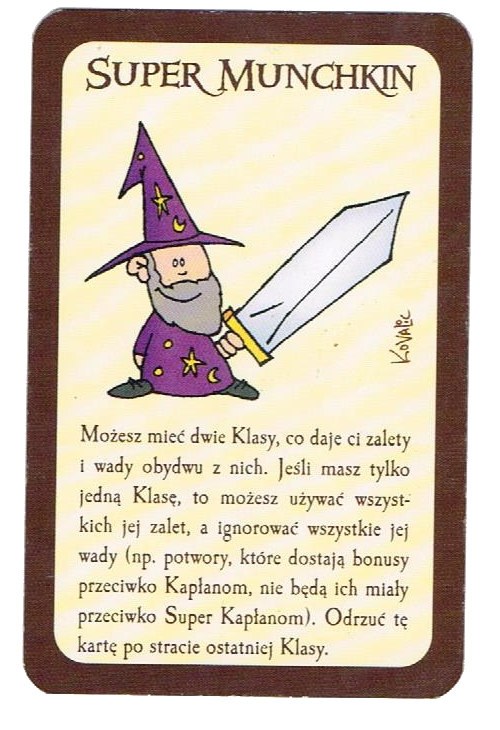 SUPER MUNCHKIN
KOVALIC
Możesz mieć dwie Klasy, co daje ci zalety
i wady obydwu z nich. Jeśli masz tylko
jedną Klasę, to możesz używać wszyst-
kich jej zalet, a ignorować wszystkie jej
wady (np. potwory, które dostają bonusy
przeciwko Kapłanom, nie będą ich miały
przeciwko Super Kapłanom). Odrzuć tę
kartę po stracie ostatniej Klasy.